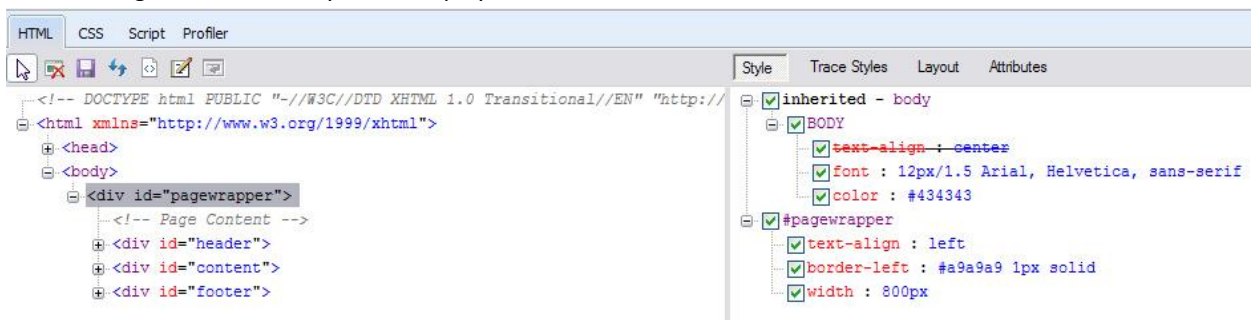 HTML CSS Script Profiler
Style Trace Styles Layout Attributes
<!-- DOCTYPE html PUBLIC "-//W3C//DTD XHTML 1.0 Transitional//EN" "http://
<html xmlns="http://www.w3.org/1999/xhtml">
<head>
<body>
<div id="pagewrapper">
<!-- Page Content -->
<div id="header">
<div id="content">
<div id="footer">
inherited - body
BODY
text-align : center
font : 12px/1.5 Arial, Helvetica, sans-serif
color : #434343
#pagewrapper
text-align : left
border-left : #a9a9a9 1px solid
width : 800px